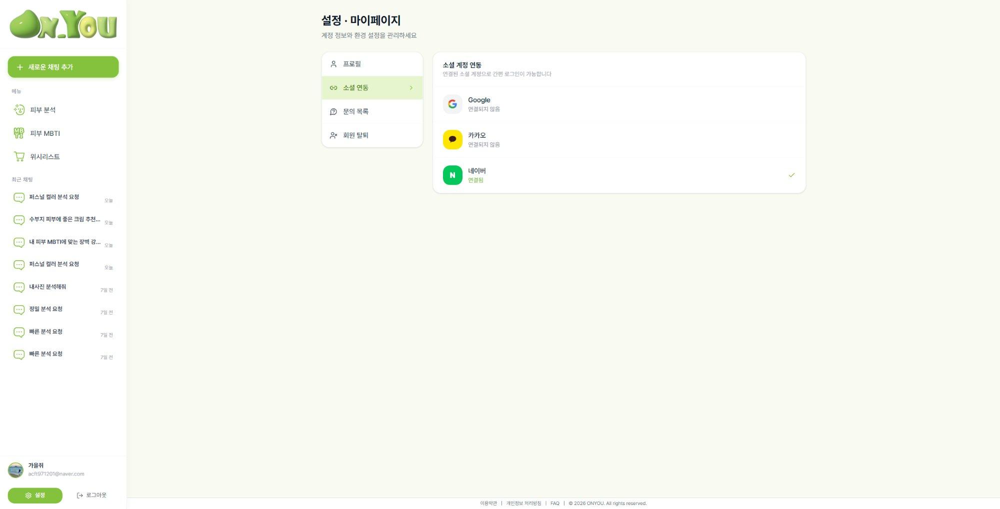 ON_YOU
새로운 채팅 추가
메뉴
피부 분석
MBTI
피부 MBTI
위시리스트
최근 채팅
퍼스널 컬러 분석 요청
오늘
수부지 피부에 좋은 크림 추천...
오늘
내 피부 MBTI에 맞는 장벽 강...
오늘
퍼스널 컬러 분석 요청
오늘
내사진 분석해줘
7일 전
정밀 분석 요청
7일 전
빠른 분석 요청
7일 전
빠른 분석 요청
7일 전
가을쥐
acft971201@naver.com
설정
로그아웃
설정 · 마이페이지
계정 정보와 환경 설정을 관리하세요
프로필
소셜 연동
문의 목록
회원 탈퇴
소셜 계정 연동
연결된 소셜 계정으로 간편 로그인이 가능합니다
Google
연결되지 않음
카카오
연결되지 않음
N
네이버
연결됨
이용약관 | 개인정보 처리방침 | FAQ | © 2026 ONYOU. All rights reserved.